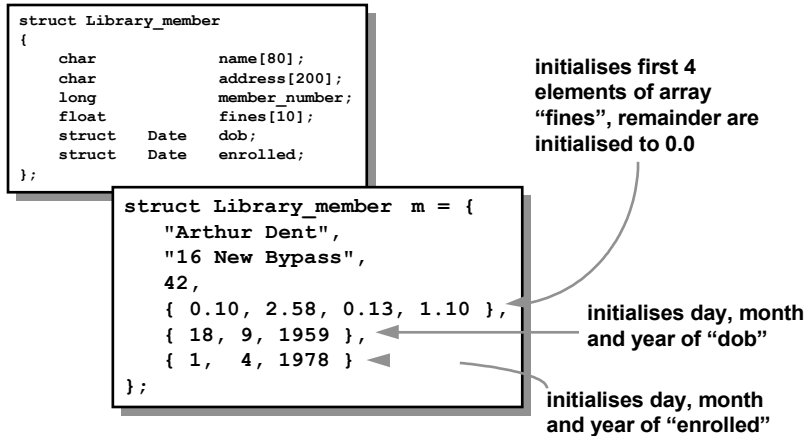 struct Library_member
{
char name[80];
char address[200];
long member_number;
float fines[10];
struct Date dob;
struct Date enrolled;
};
initialises first 4
elements of array
“fines”, remainder are
initialised to 0.0
struct Library_member m = {
"Arthur Dent",
"16 New Bypass",
42,
{ 0.10, 2.58, 0.13, 1.10 },
{ 18, 9, 1959 },
{ 1, 4, 1978 }
};
initialises day, month
and year of “dob”
initialises day, month
and year of “enrolled”